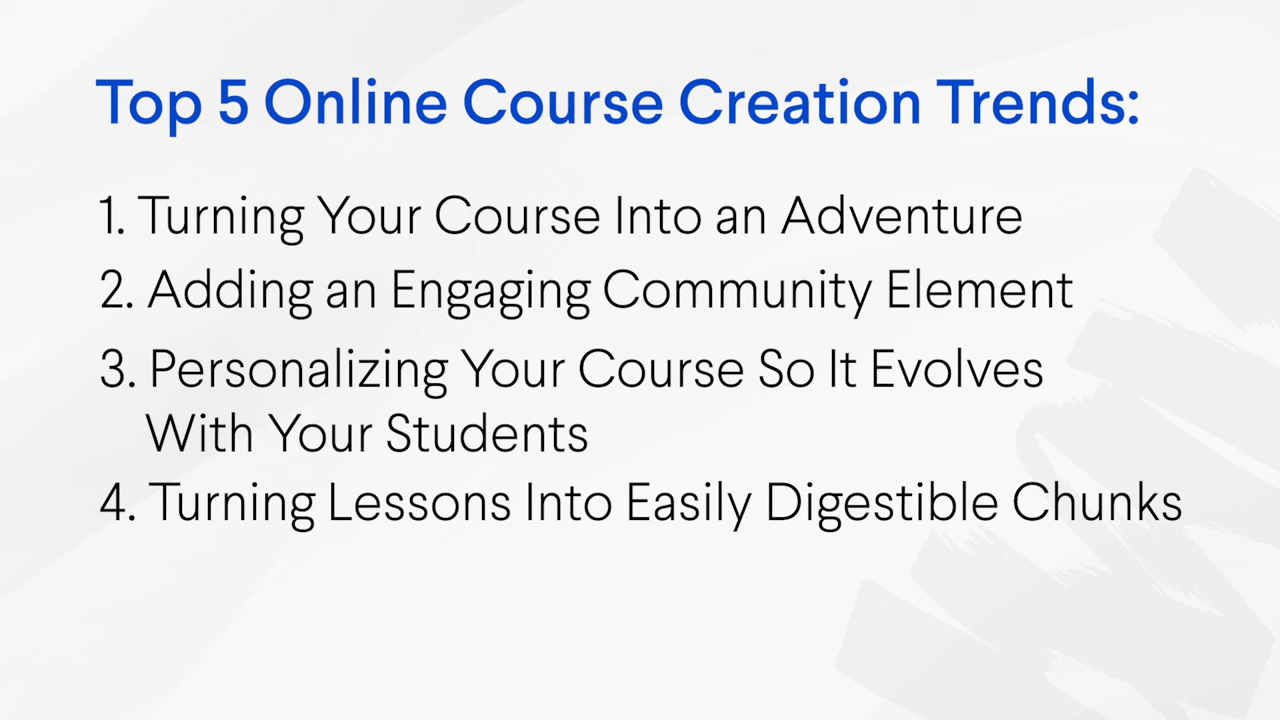 Top 5 Online Course Creation Trends:
1. Turning Your Course Into an Adventure
2. Adding an Engaging Community Element
3. Personalizing Your Course So It Evolves
With Your Students
4. Turning Lessons Into Easily Digestible Chunks